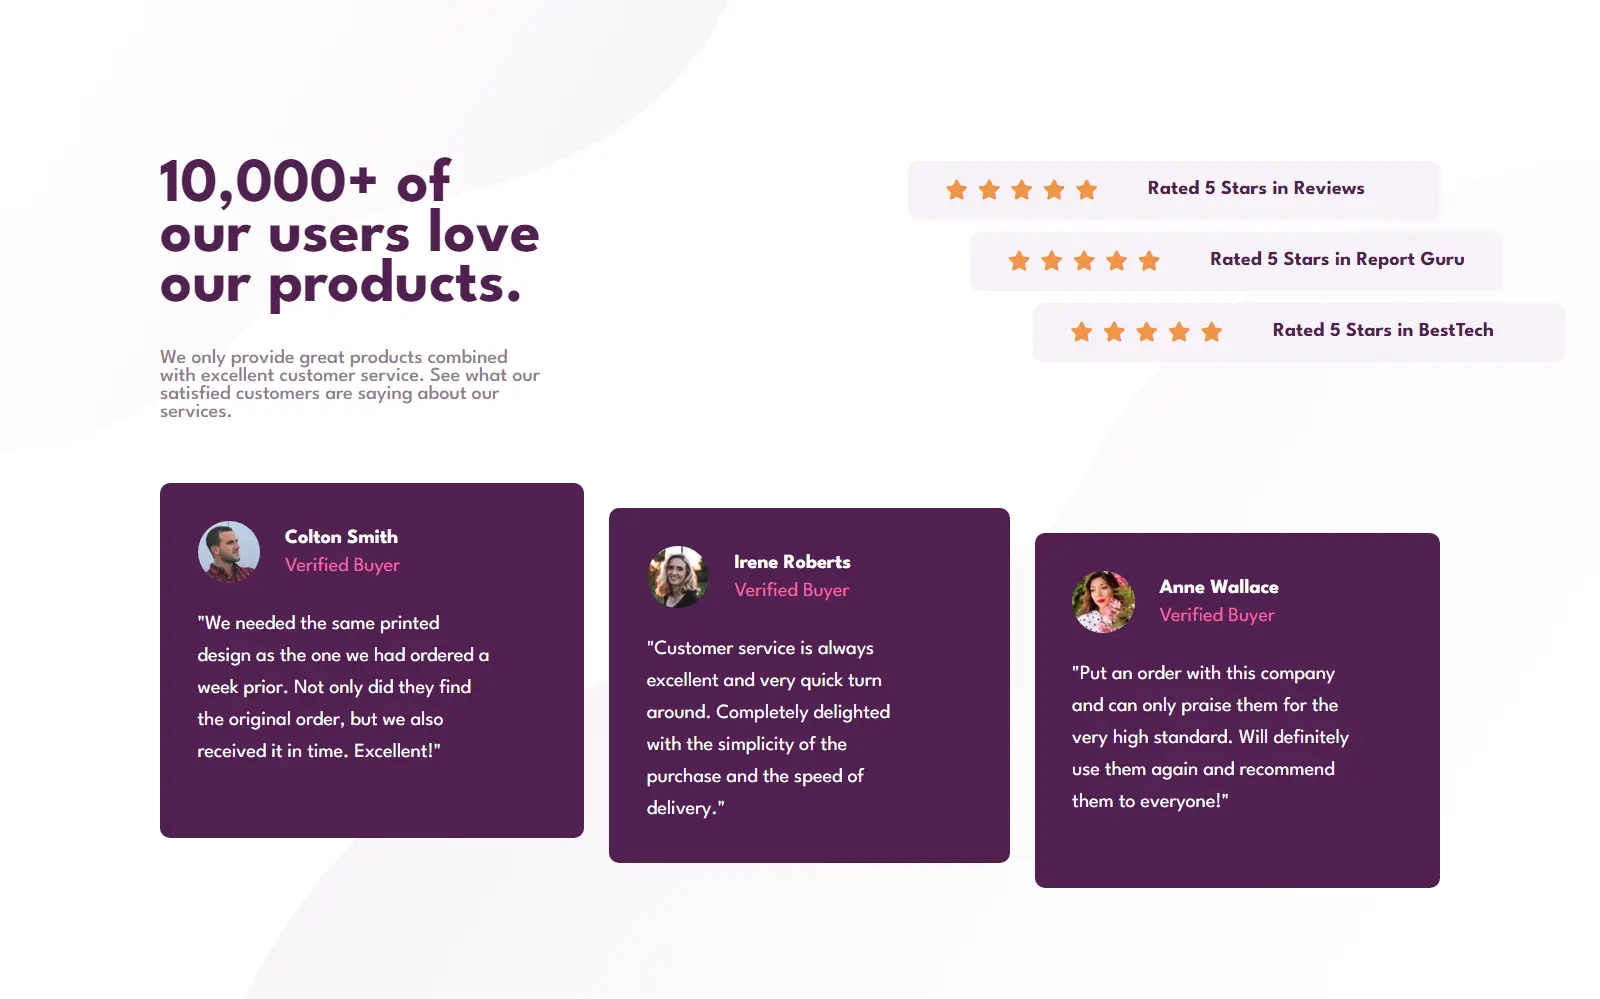 10,000+ of
our users love
our products.
We only provide great products combined
with excellent customer service. See what our
satisfied customers are saying about our
services.
Rated 5 Stars in Reviews
Rated 5 Stars in Report Guru
Rated 5 Stars in BestTech
Colton Smith
Verified Buyer
"We needed the same printed
design as the one we had ordered a
week prior. Not only did they find
the original order, but we also
received it in time. Excellent!"
Irene Roberts
Verified Buyer
"Customer service is always
excellent and very quick turn
around. Completely delighted
with the simplicity of the
purchase and the speed of
delivery."
Anne Wallace
Verified Buyer
"Put an order with this company
and can only praise them for the
very high standard. Will definitely
use them again and recommend
them to everyone!"